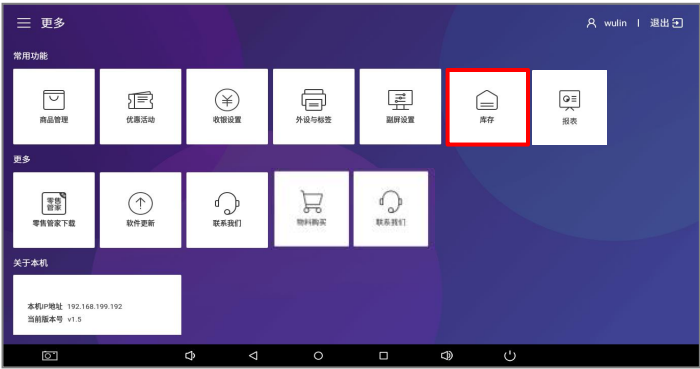 更多
wulin | 退出
常用功能
商品管理
优惠活动
收银设置
外设与标签
副屏设置
库存
报表
更多
零售管家
零售管家下载
软件更新
联系我们
物料购买
联系我们
关于本机
本机IP地址 192.168.199.192
当前版本号 v1.5